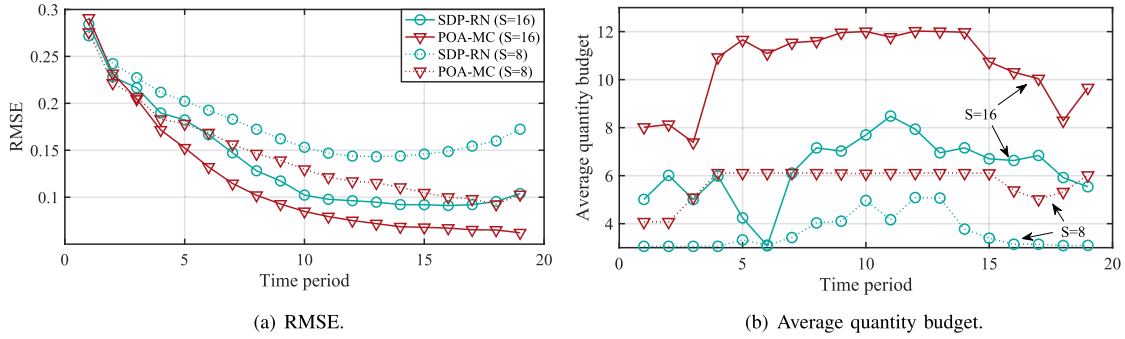 0.3
0.25
0.2
0.15
0.1
RMSE
0
5
10
15
20
Time period
SDP-RN (S=16)
POA-MC (S=16)
SDP-RN (S=8)
POA-MC (S=8)
(a) RMSE.
12
10
8
6
4
Average quantity budget
0
5
10
15
20
Time period
S=16
S=8
(b) Average quantity budget.